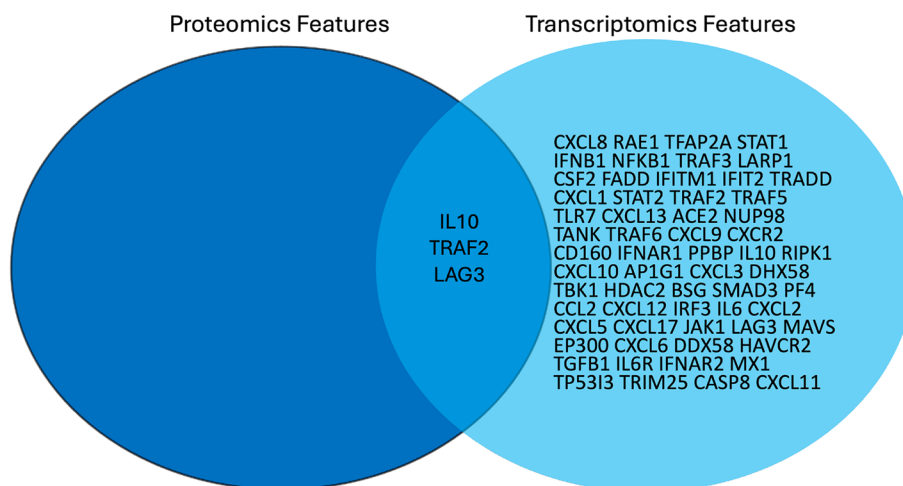 Proteomics Features
Transcriptomics Features
IL10
TRAF2
LAG3
CXCL8 RAE1 TFAP2A STAT1
IFNB1 NFKB1 TRAF3 LARP1
CSF2 FADD IFITM1 IFIT2 TRADD
CXCL1 STAT2 TRAF2 TRAF5
TLR7 CXCL13 ACE2 NUP98
TANK TRAF6 CXCL9 CXCR2
CD160 IFNAR1 PPBP IL10 RIPK1
CXCL10 AP1G1 CXCL3 DHX58
TBK1 HDAC2 BSG SMAD3 PF4
CCL2 CXCL12 IRF3 IL6 CXCL2
CXCL5 CXCL17 JAK1 LAG3 MAVS
EP300 CXCL6 DDX58 HAVCR2
TGFB1 IL6R IFNAR2 MX1
TP53I3 TRIM25 CASP8 CXCL11